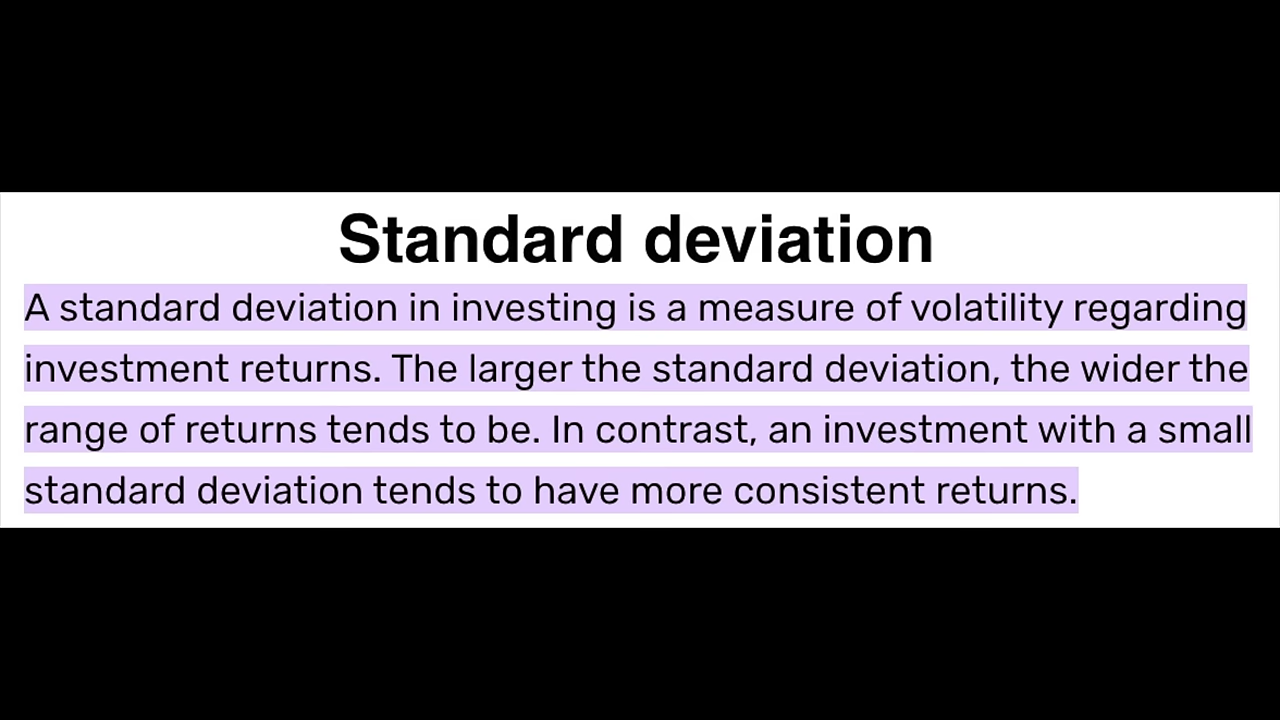 Standard deviation
A standard deviation in investing is a measure of volatility regarding
investment returns. The larger the standard deviation, the wider the
range of returns tends to be. In contrast, an investment with a small
standard deviation tends to have more consistent returns.